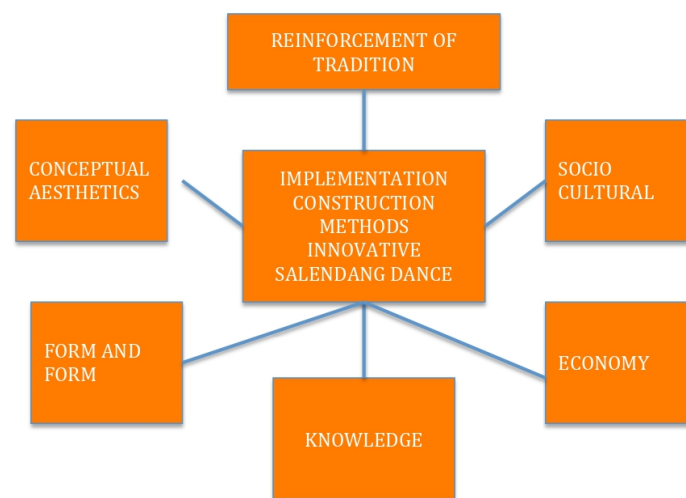 REINFORCEMENT OF
TRADITION
CONCEPTUAL
AESTHETICS
IMPLEMENTATION
CONSTRUCTION
METHODS
INNOVATIVE
SALENDANG DANCE
SOCIO
CULTURAL
FORM AND
FORM
KNOWLEDGE
ECONOMY